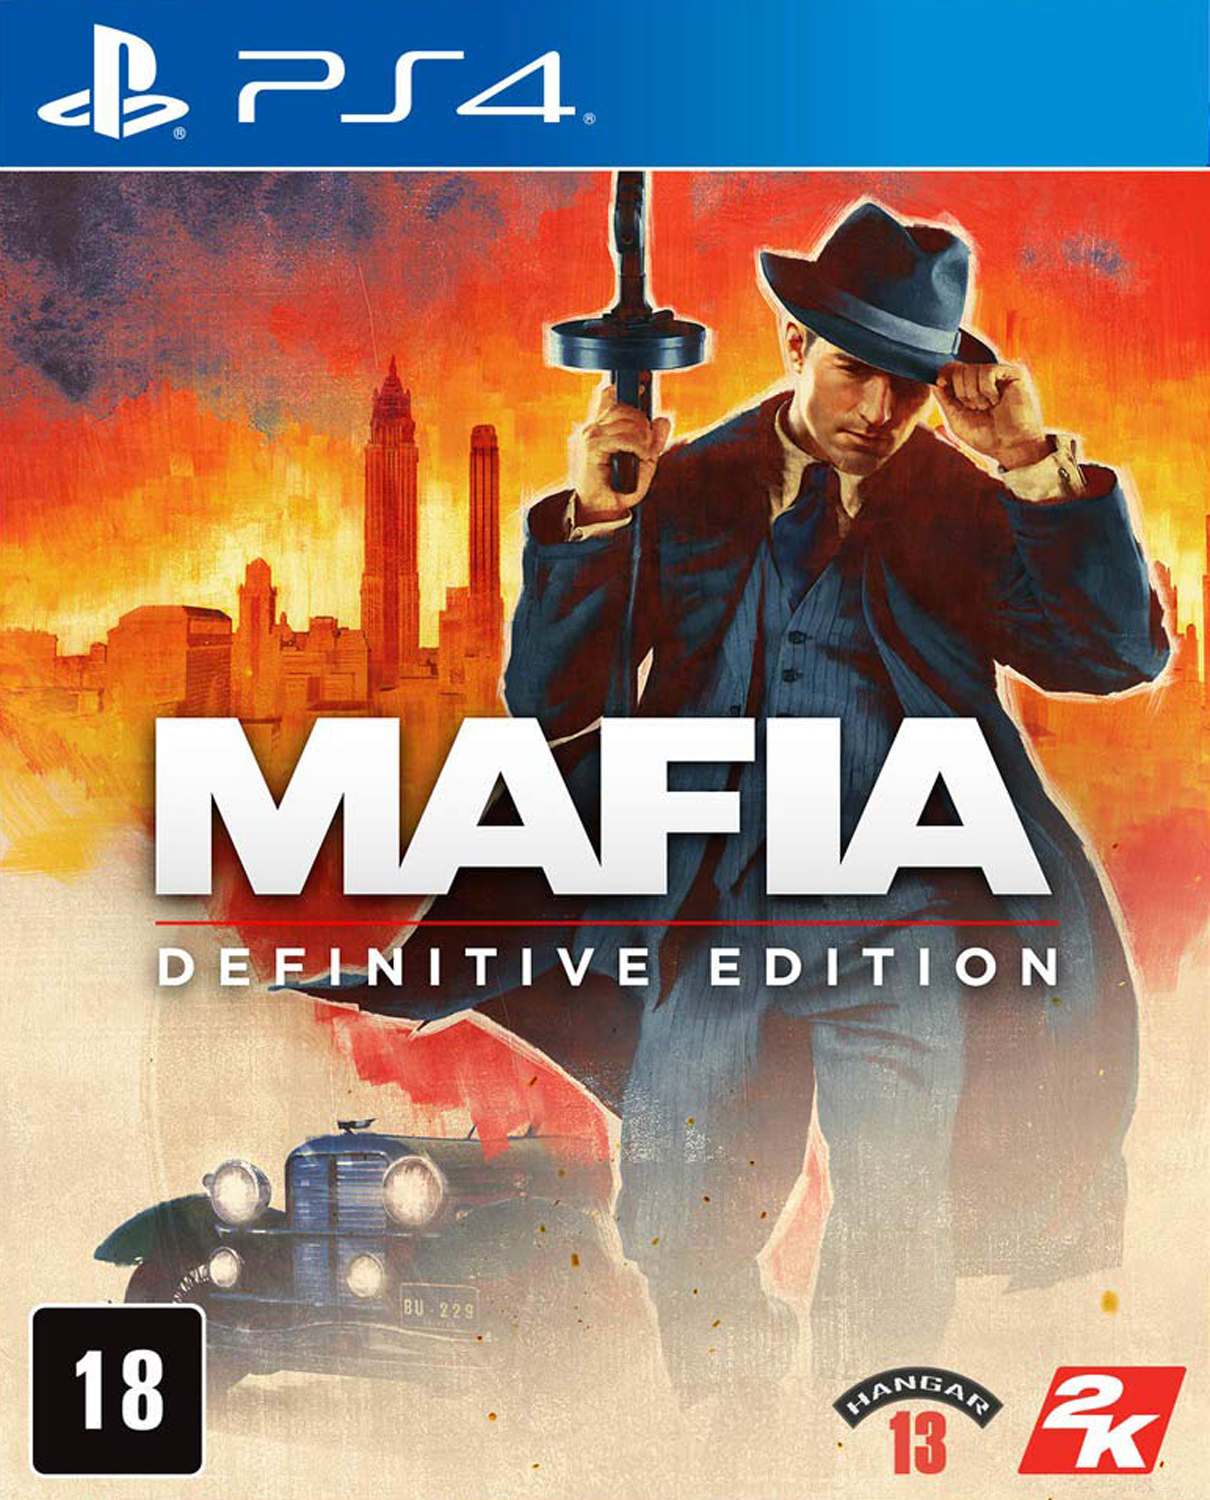 PS4
MAFIA
DEFINITIVE EDITION
BU-229
18
HANGAR
13
2K